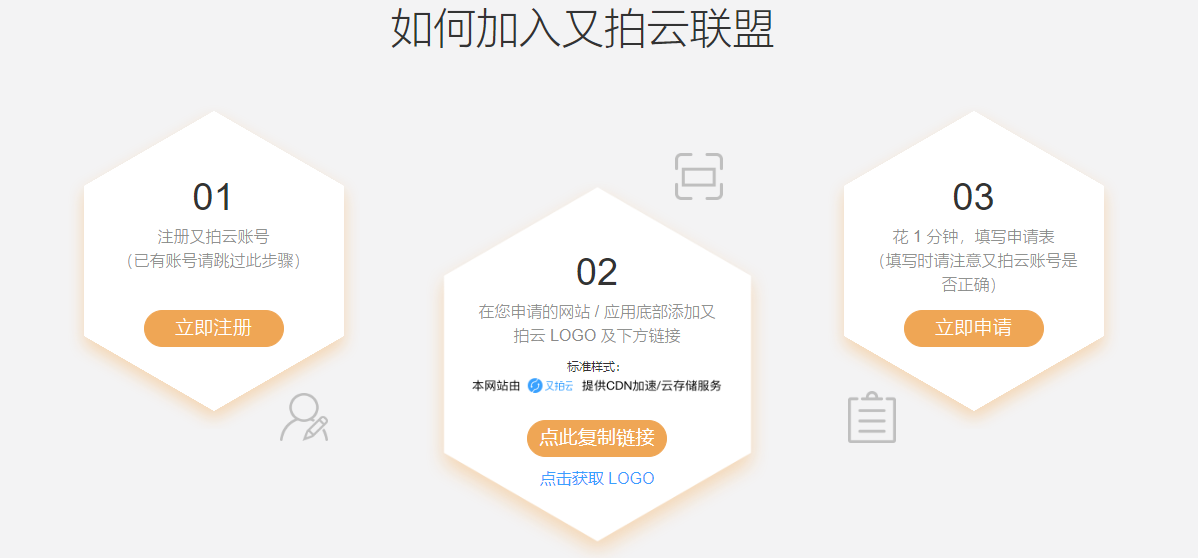 如何加入又拍云联盟
01
注册又拍云账号
（已有账号请跳过此步骤）
立即注册
02
在您申请的网站 / 应用底部添加又
拍云 LOGO 及下方链接
标准样式：
本网站由 又拍云 提供CDN加速/云存储服务
点此复制链接
点击获取 LOGO
03
花 1 分钟，填写申请表
（填写时请注意又拍云账号是
否正确）
立即申请